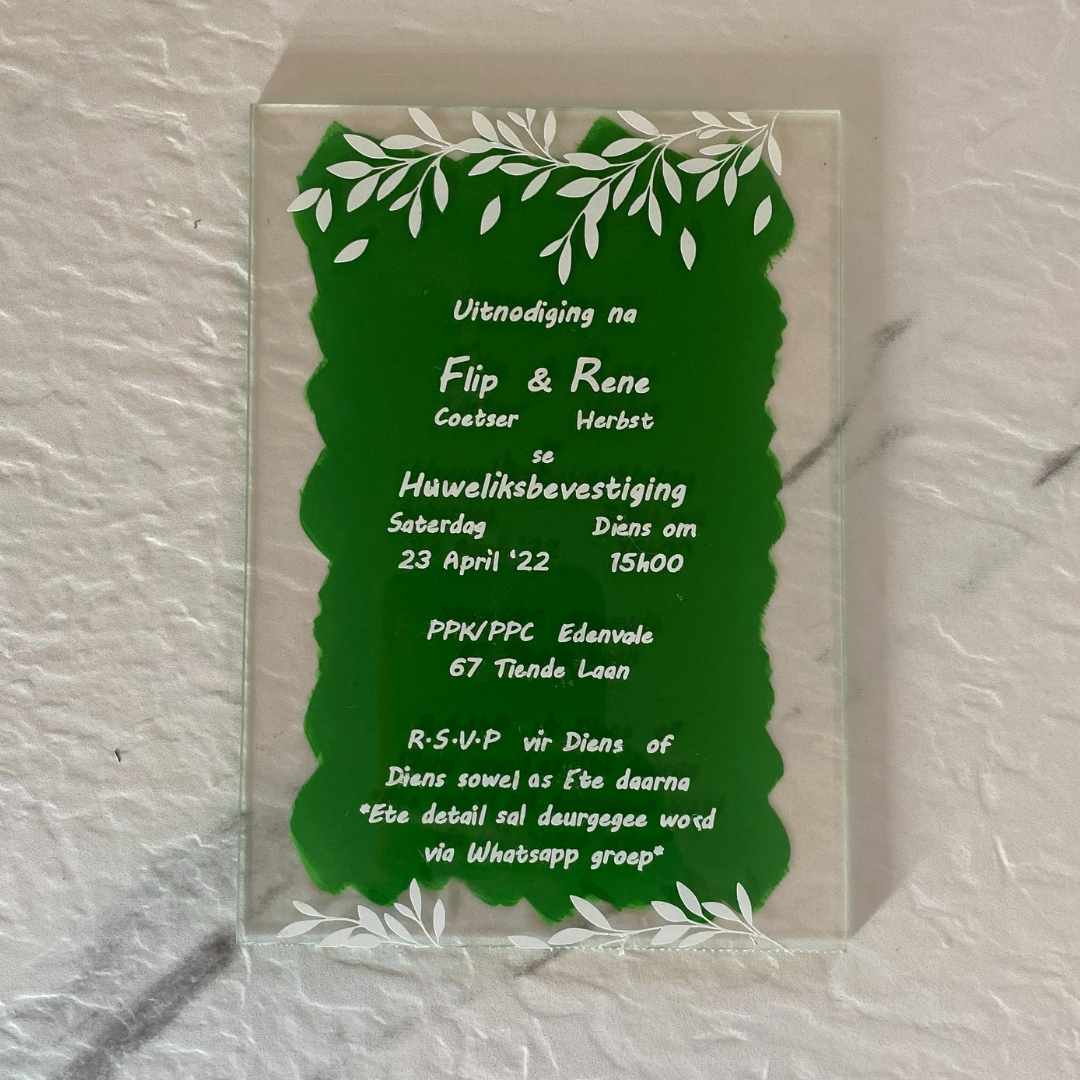 Uitnodiging na
Flip & Rene
Coetser Herbst
se
Huweliksbevestiging
Saterdag Diens om
23 April '22 15h00
PPK/PPC Edenvale
67 Tiende Laan
R.S.V.P vir Diens of
Diens sowel as Ete daarna
*Ete detail sal deurgegee word
via Whatsapp groep*